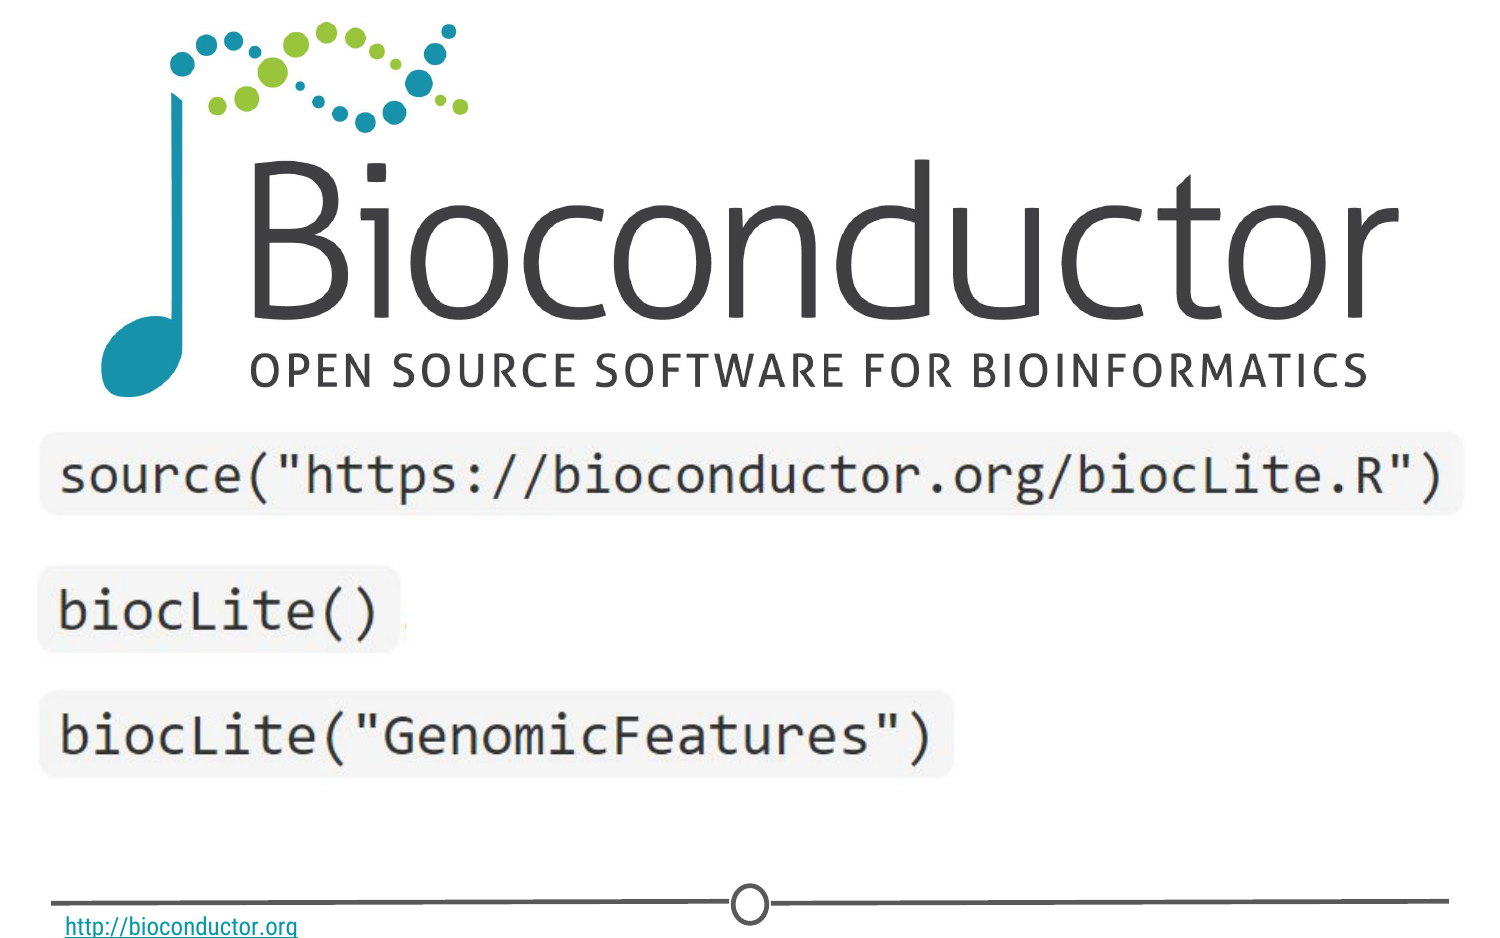 Bioconductor
OPEN SOURCE SOFTWARE FOR BIOINFORMATICS
source("https://bioconductor.org/biocLite.R")
biocLite()
biocLite("GenomicFeatures")
http://bioconductor.org